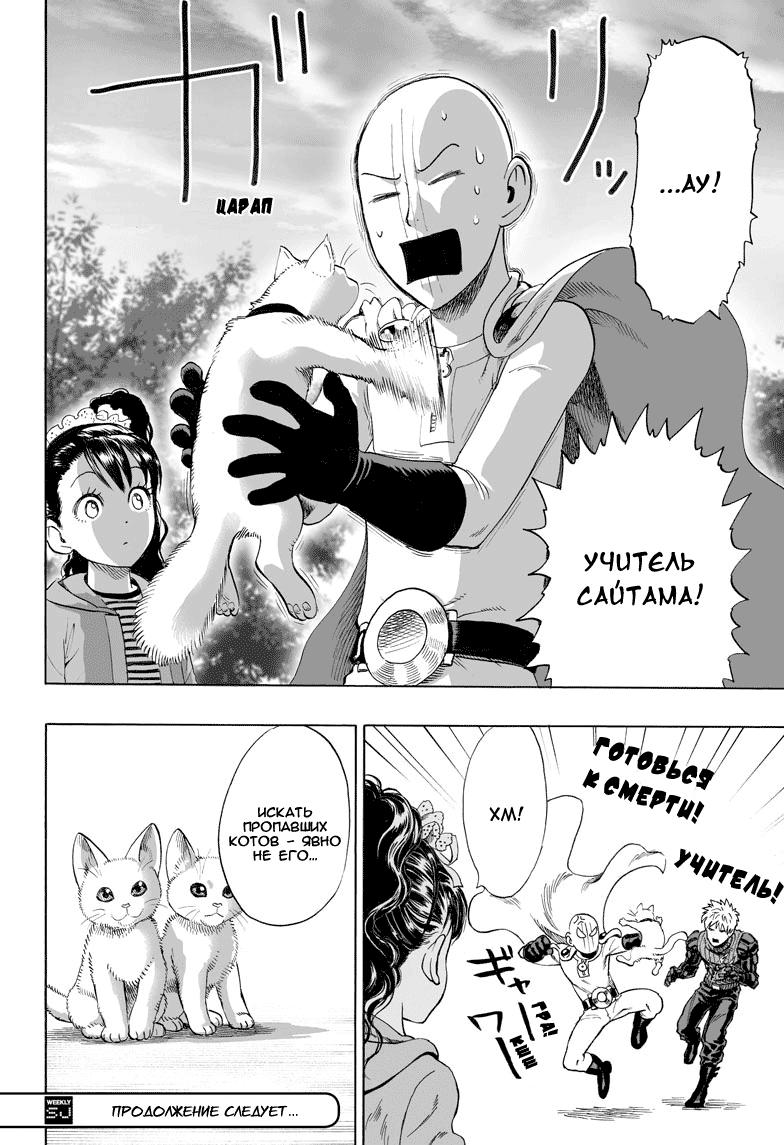 ガリッ
ЦАРАП
...АУ!
УЧИТЕЛЬ
САЙТАМА!
ИСКАТЬ
ПРОПАВШИХ
КОТОВ – ЯВНО
НЕ ЕГО...
ХМ!
ГОТОВЬСЯ
К СМЕРТИ!
УЧИТЕЛЬ!
ギャワー
ГРА!
КШШ
WEEKLY
SJ
ПРОДОЛЖЕНИЕ СЛЕДУЕТ...